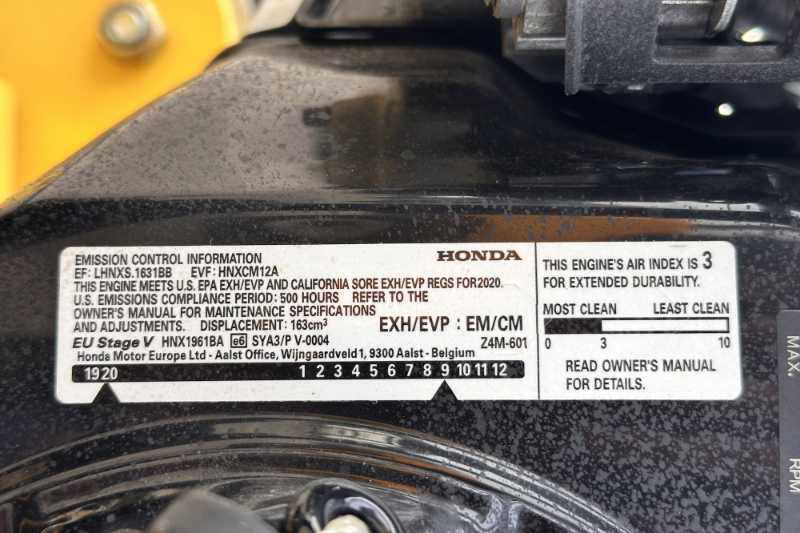 EMISSION CONTROL INFORMATION HONDA
EF: LHNXS.1631BB EVF: HNXCM12A
THIS ENGINE MEETS U.S. EPA EXH/EVP AND CALIFORNIA SORE EXH/EVP REGS FOR 2020.
U.S. EMISSIONS COMPLIANCE PERIOD: 500 HOURS REFER TO THE
OWNER'S MANUAL FOR MAINTENANCE SPECIFICATIONS
AND ADJUSTMENTS. DISPLACEMENT: 163cm³ EXH/EVP : EM/CM
EU Stage V HNX1961BA e6 SYA3/P V-0004 Z4M-601
Honda Motor Europe Ltd - Aalst Office, Wijngaardveld 1, 9300 Aalst - Belgium
1920 1 2 3 4 5 6 7 8 9 10 11 12
THIS ENGINE'S AIR INDEX IS 3
FOR EXTENDED DURABILITY.
MOST CLEAN LEAST CLEAN
0 3 10
READ OWNER'S MANUAL
FOR DETAILS.
MAX.
RPM